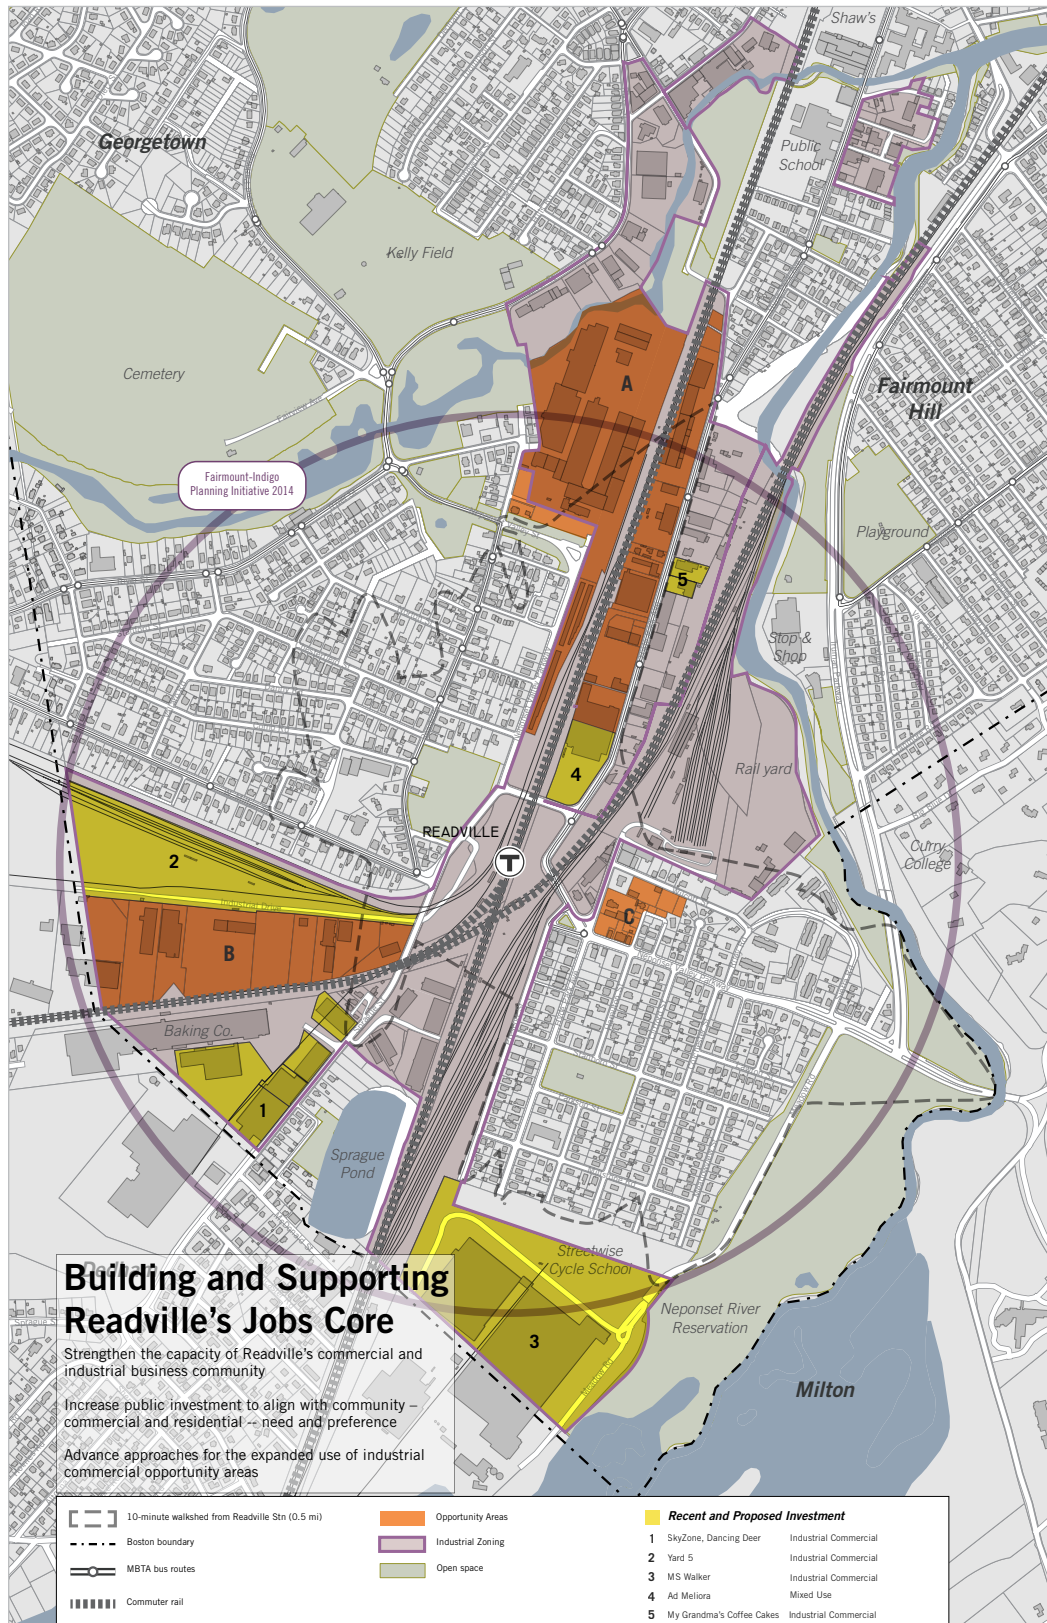 Shaw's
Georgetown
Public
School
Kelly Field
Cemetery
A
Fairmount
Hill
Fairview Ave
Fairmount-Indigo
Planning Initiative 2014
Playground
5
Stop &
Shop
4
Rail yard
READVILLE
T
2
Curry
College
Industrial Drive
C
B
Baking Co.
1
Sprague
Pond
Streetwise
Cycle School
Neponset River
Reservation
3
Milton
Meadow Rd
Building and Supporting
Readville's Jobs Core
Strengthen the capacity of Readville's commercial and
industrial business community
Increase public investment to align with community –
commercial and residential -- need and preference
Advance approaches for the expanded use of industrial
commercial opportunity areas
10-minute walkshed from Readville Stn (0.5 mi)
Boston boundary
MBTA bus routes
Commuter rail
Opportunity Areas
Industrial Zoning
Open space
Recent and Proposed Investment
1 SkyZone, Dancing Deer Industrial Commercial
2 Yard 5 Industrial Commercial
3 MS Walker Industrial Commercial
4 Ad Meliora Mixed Use
5 My Grandma's Coffee Cakes Industrial Commercial